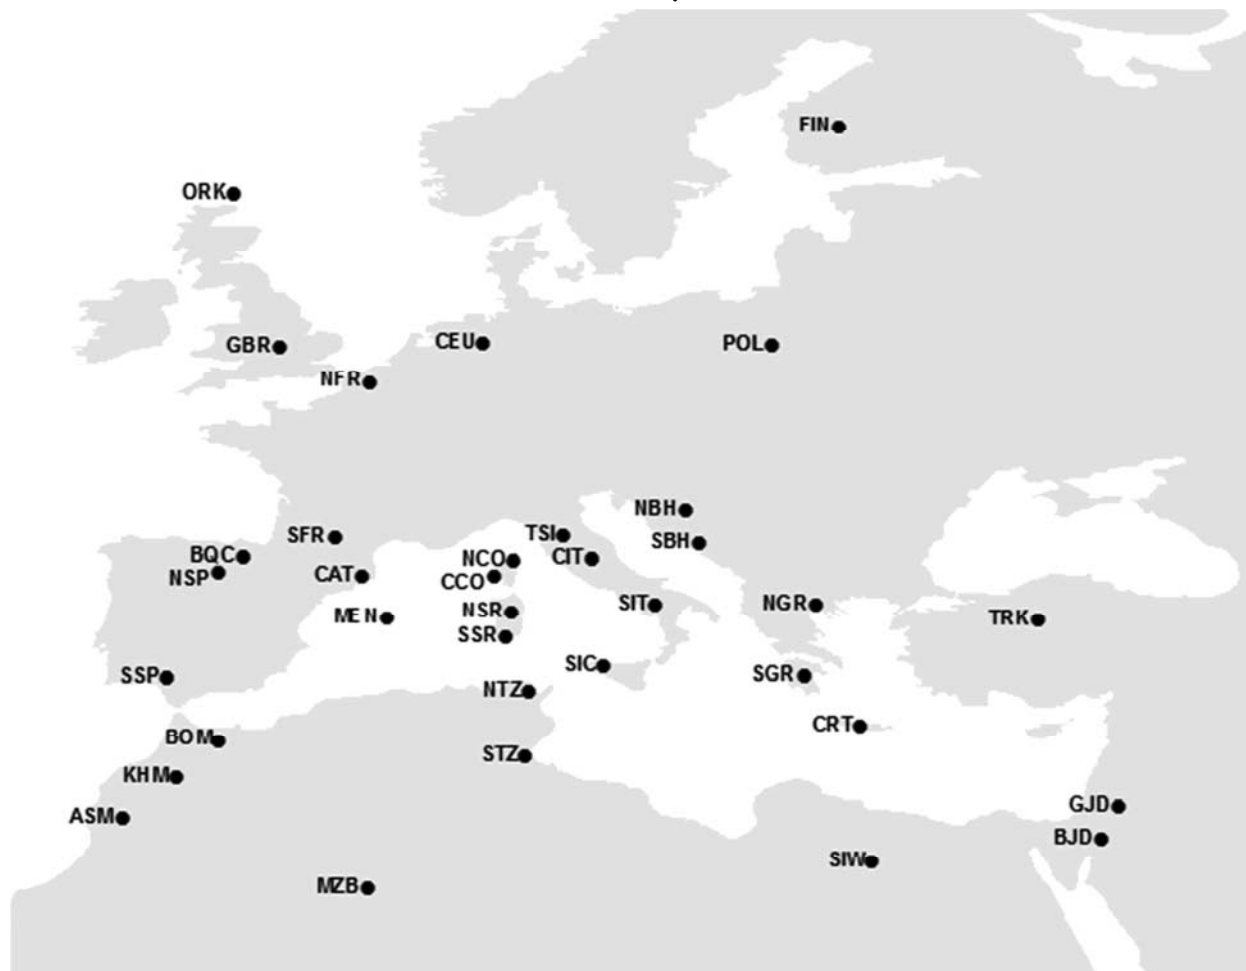 FIN
ORK
GBR
CEU
POL
NFR
NBH
SFR
TSI
SBH
BQC
NCO
CIT
NSP
CAT
CCO
MEN
NSR
SIT
NGR
TRK
SSR
SSP
SIC
SGR
NTZ
CRT
BOM
STZ
KHM
GJD
ASM
BJD
SIW
MZB